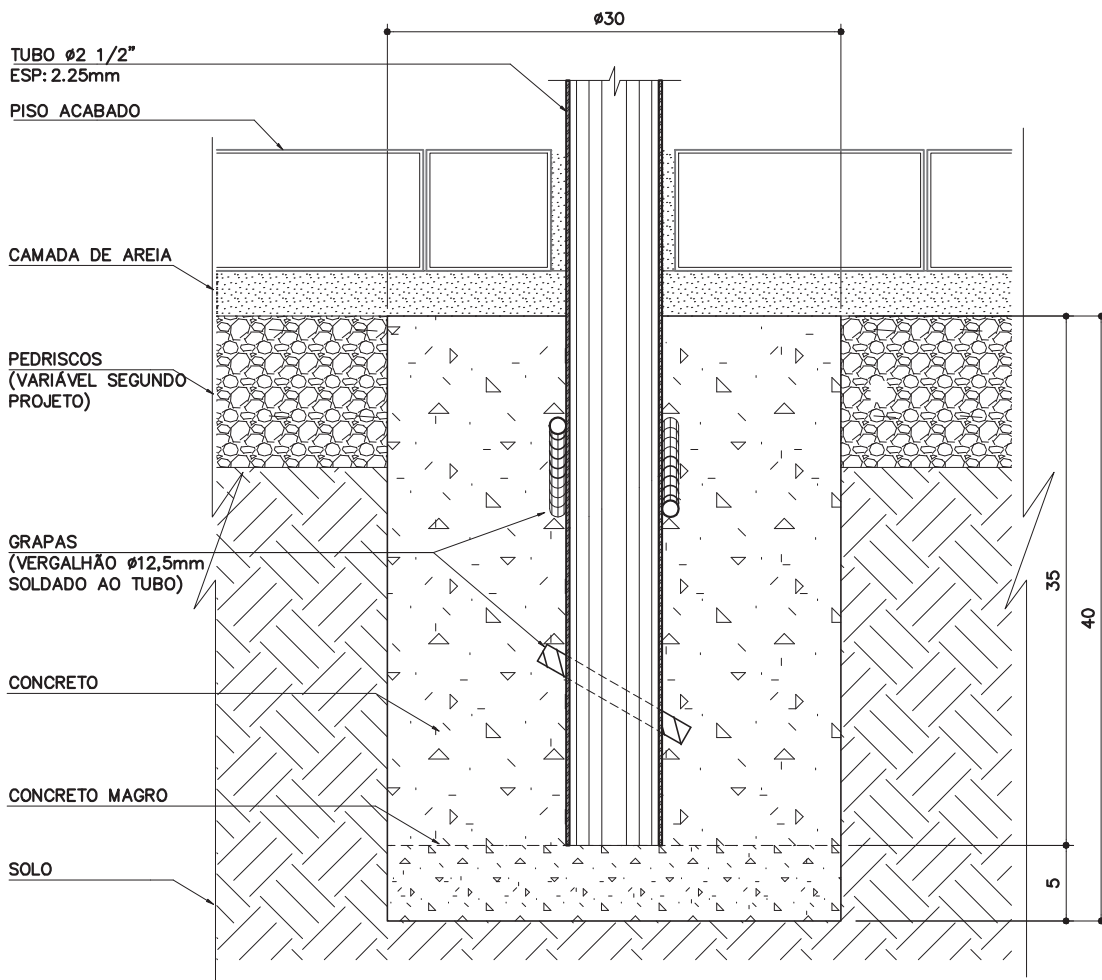 ø30
TUBO ø2 1/2"
ESP: 2.25mm
PISO ACABADO
CAMADA DE AREIA
PEDRISCOS
(VARIÁVEL SEGUNDO
PROJETO)
GRAPAS
(VERGALHÃO ø12,5mm
SOLDADO AO TUBO)
35
40
CONCRETO
CONCRETO MAGRO
SOLO
5